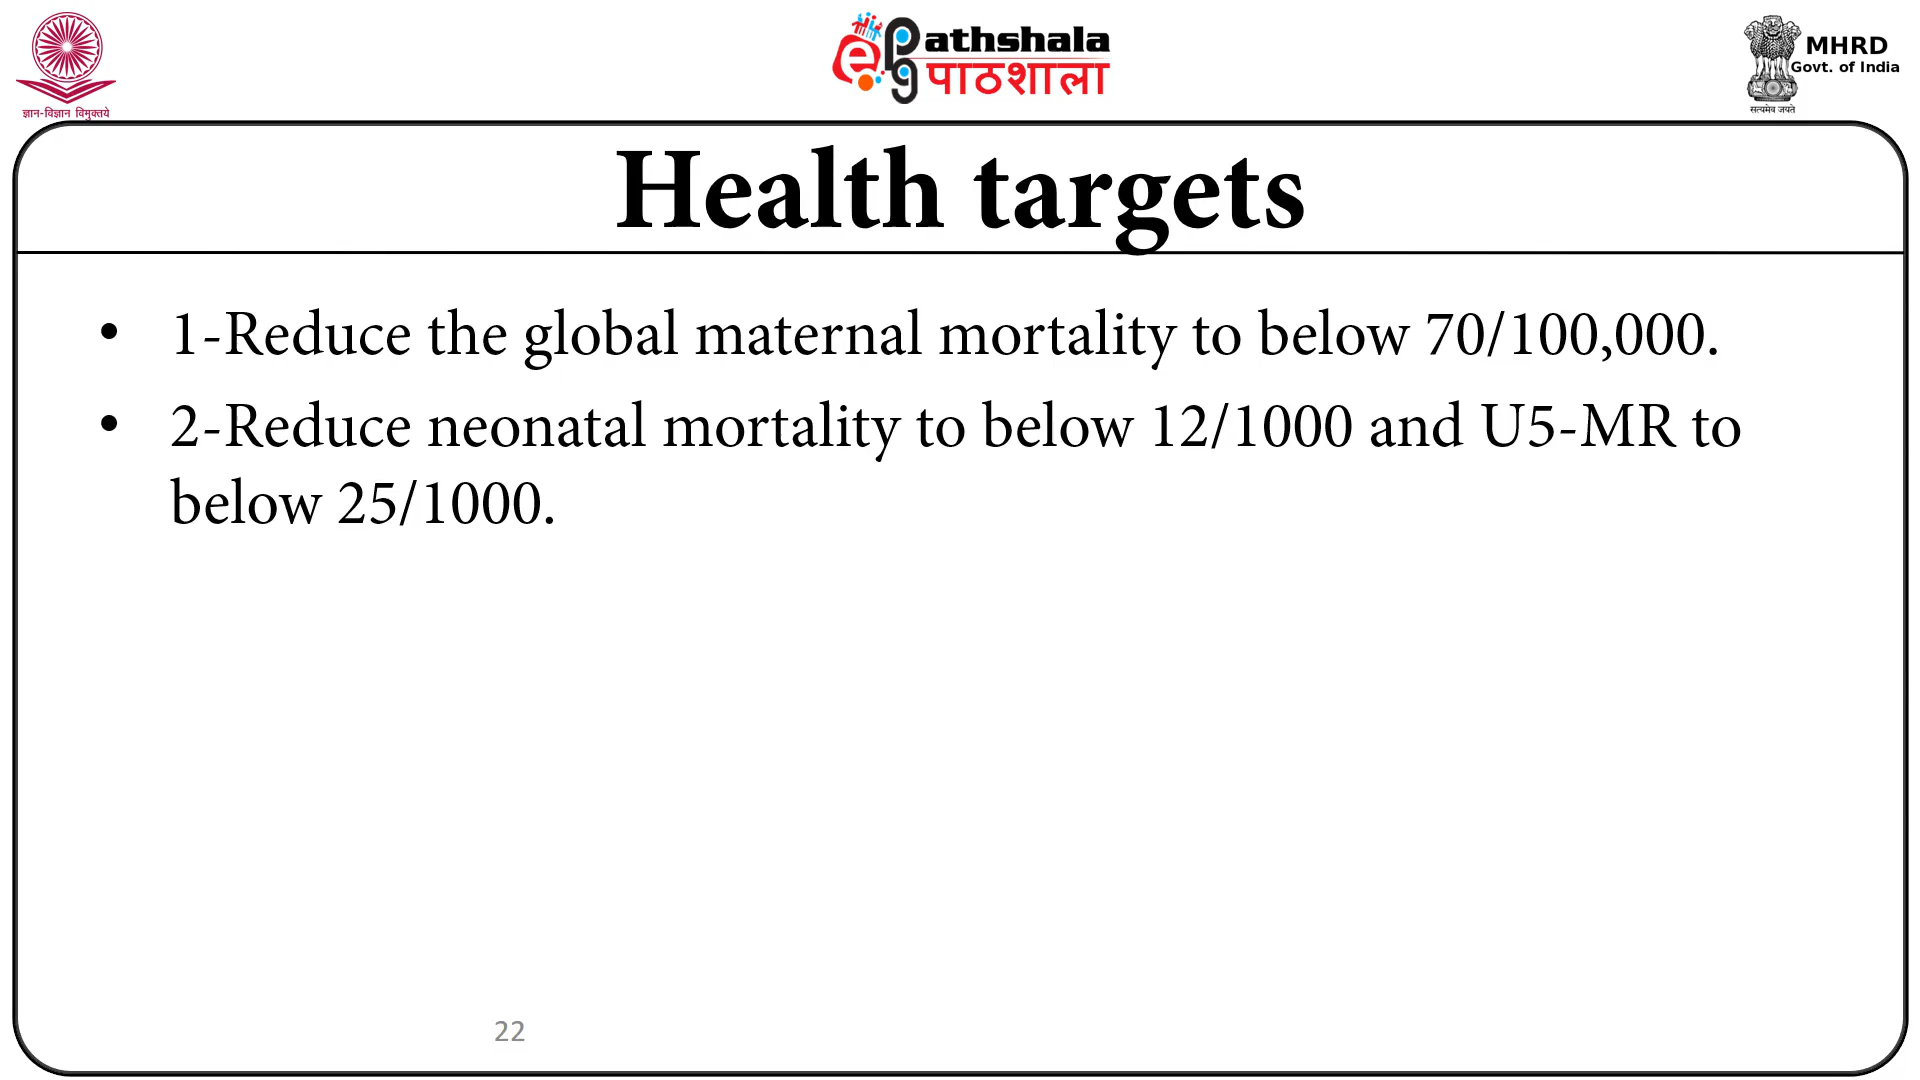 ज्ञान-विज्ञान विमुक्तये
ePathshala
पाठशाला
MHRD
Govt. of India
सत्यमेव जयते
Health targets
• 1-Reduce the global maternal mortality to below 70/100,000.
• 2-Reduce neonatal mortality to below 12/1000 and U5-MR to
below 25/1000.
22